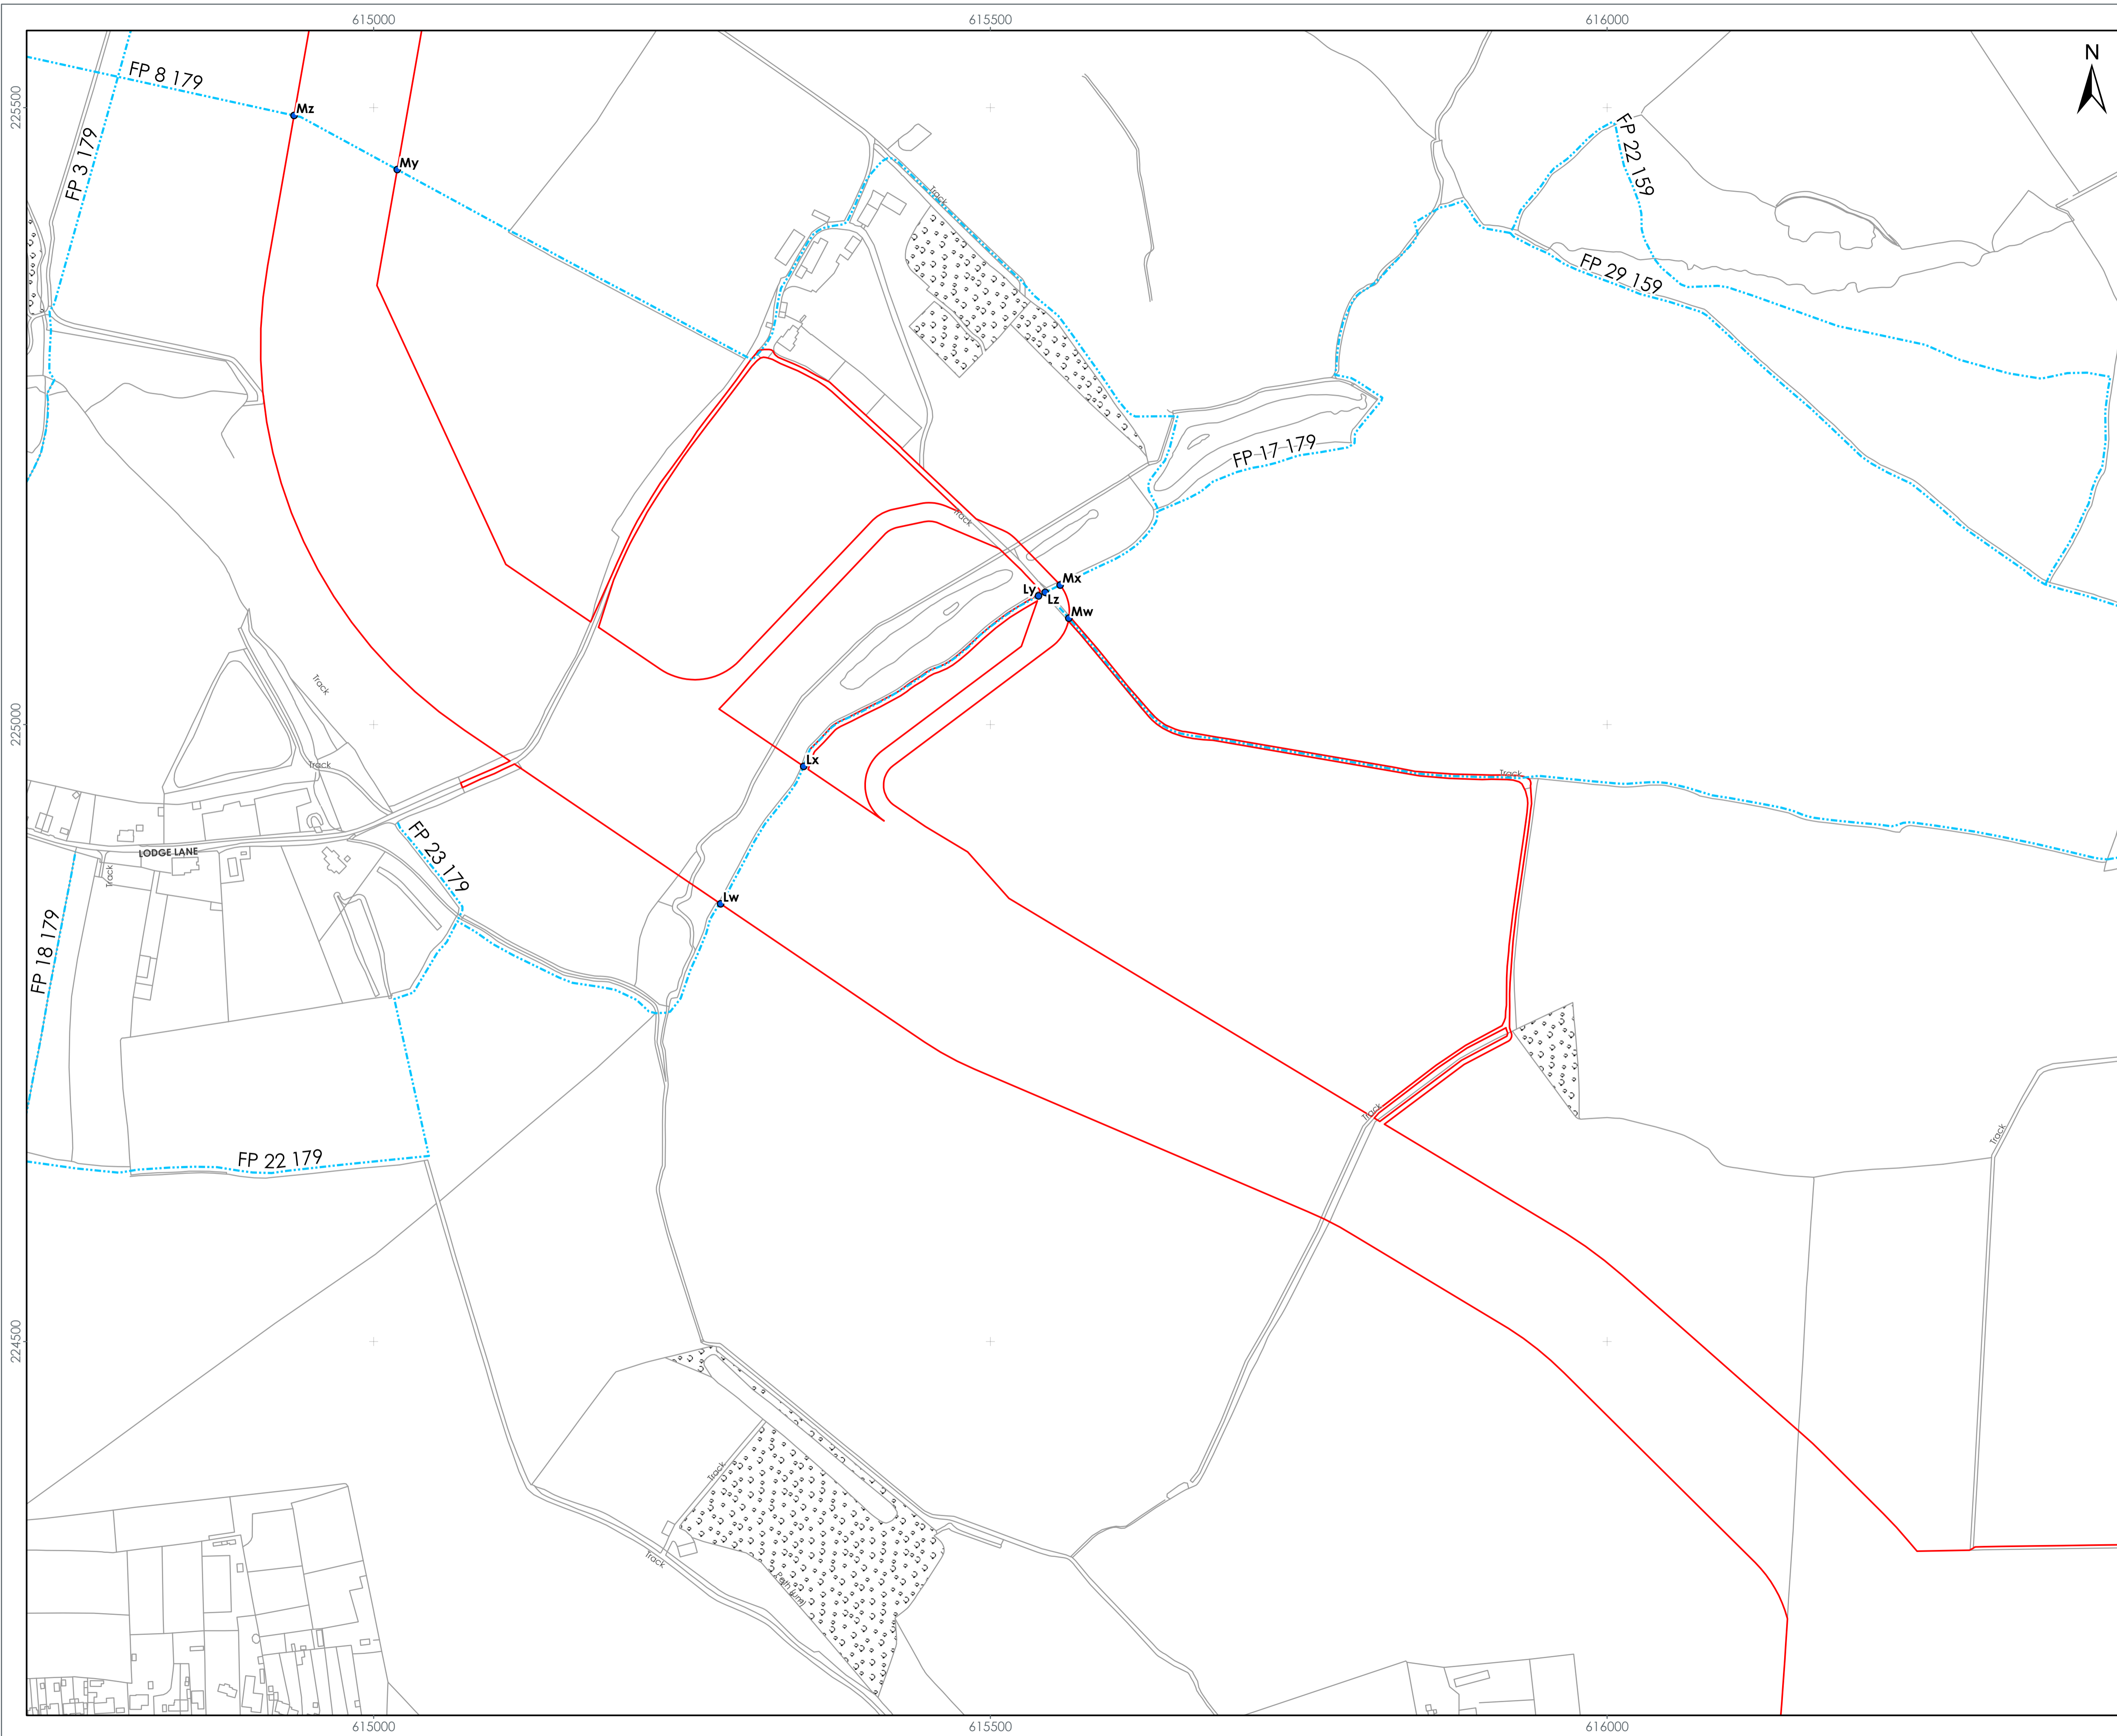 615000
615500
616000
225500
225000
224500
N
FP 8 179
Mz
FP 3 179
My
Track
FP 22 159
FP 29 159
FP 17 179
Track
Mx
Ly
Lz
Mw
Track
Track
Lx
Track
LODGE LANE
Track
FP 23 179
Lw
FP 18 179
Track
Track
FP 22 179
Track
Track
Path (um)
615000
615500
616000